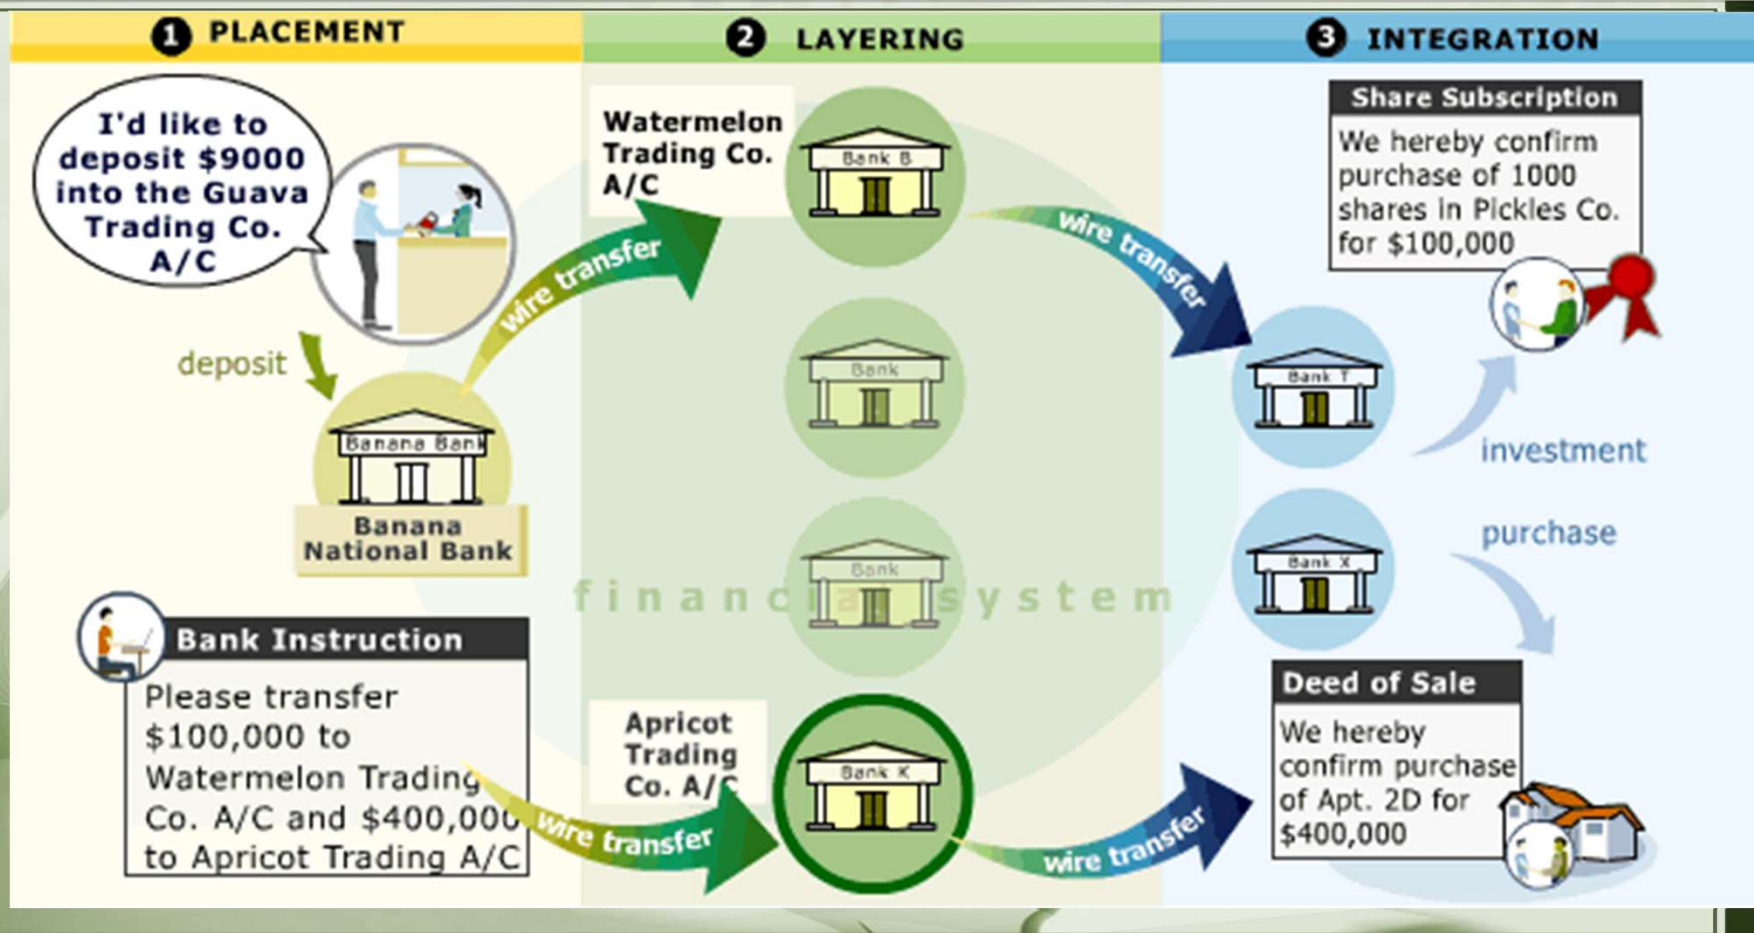 1 PLACEMENT
2 LAYERING
3 INTEGRATION
I'd like to
deposit $9000
into the Guava
Trading Co.
A/C
deposit
Banana Bank
Banana
National Bank
wire transfer
Bank Instruction
Please transfer
$100,000 to
Watermelon Trading
Co. A/C and $400,000
to Apricot Trading A/C
wire transfer
Watermelon
Trading Co.
A/C
Bank B
Bank
Bank
financial system
Apricot
Trading
Co. A/C
Bank K
wire transfer
wire transfer
Share Subscription
We hereby confirm
purchase of 1000
shares in Pickles Co.
for $100,000
Bank T
investment
Bank X
purchase
Deed of Sale
We hereby
confirm purchase
of Apt. 2D for
$400,000